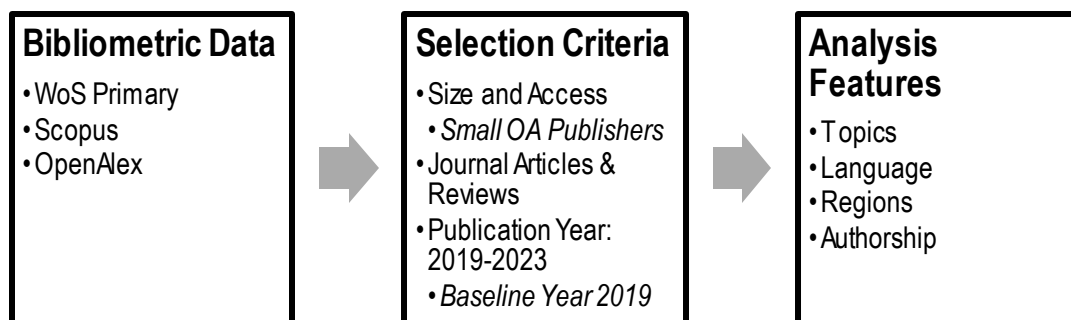 Bibliometric Data
•WoS Primary
•Scopus
•OpenAlex
Selection Criteria
•Size and Access
•Small OA Publishers
•Journal Articles &
Reviews
•Publication Year:
2019-2023
•Baseline Year 2019
Analysis
Features
•Topics
•Language
•Regions
•Authorship